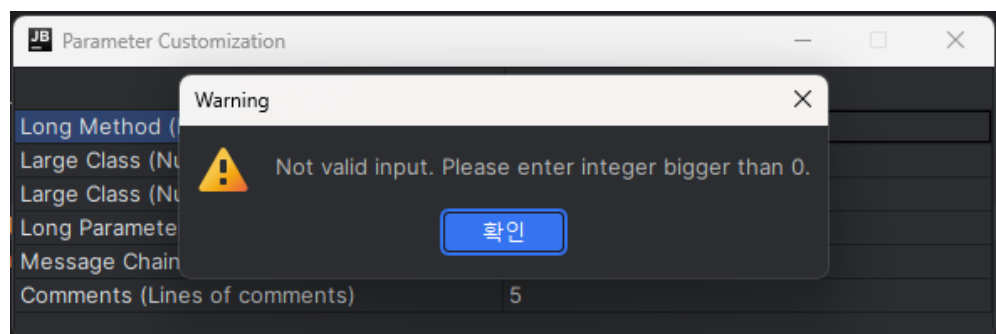 JB Parameter Customization
Warning
Long Method (
Not valid input. Please enter integer bigger than 0.
Large Class (Nu
Large Class (Nu
Long Paramete
확인
Message Chain
Comments (Lines of comments) 5